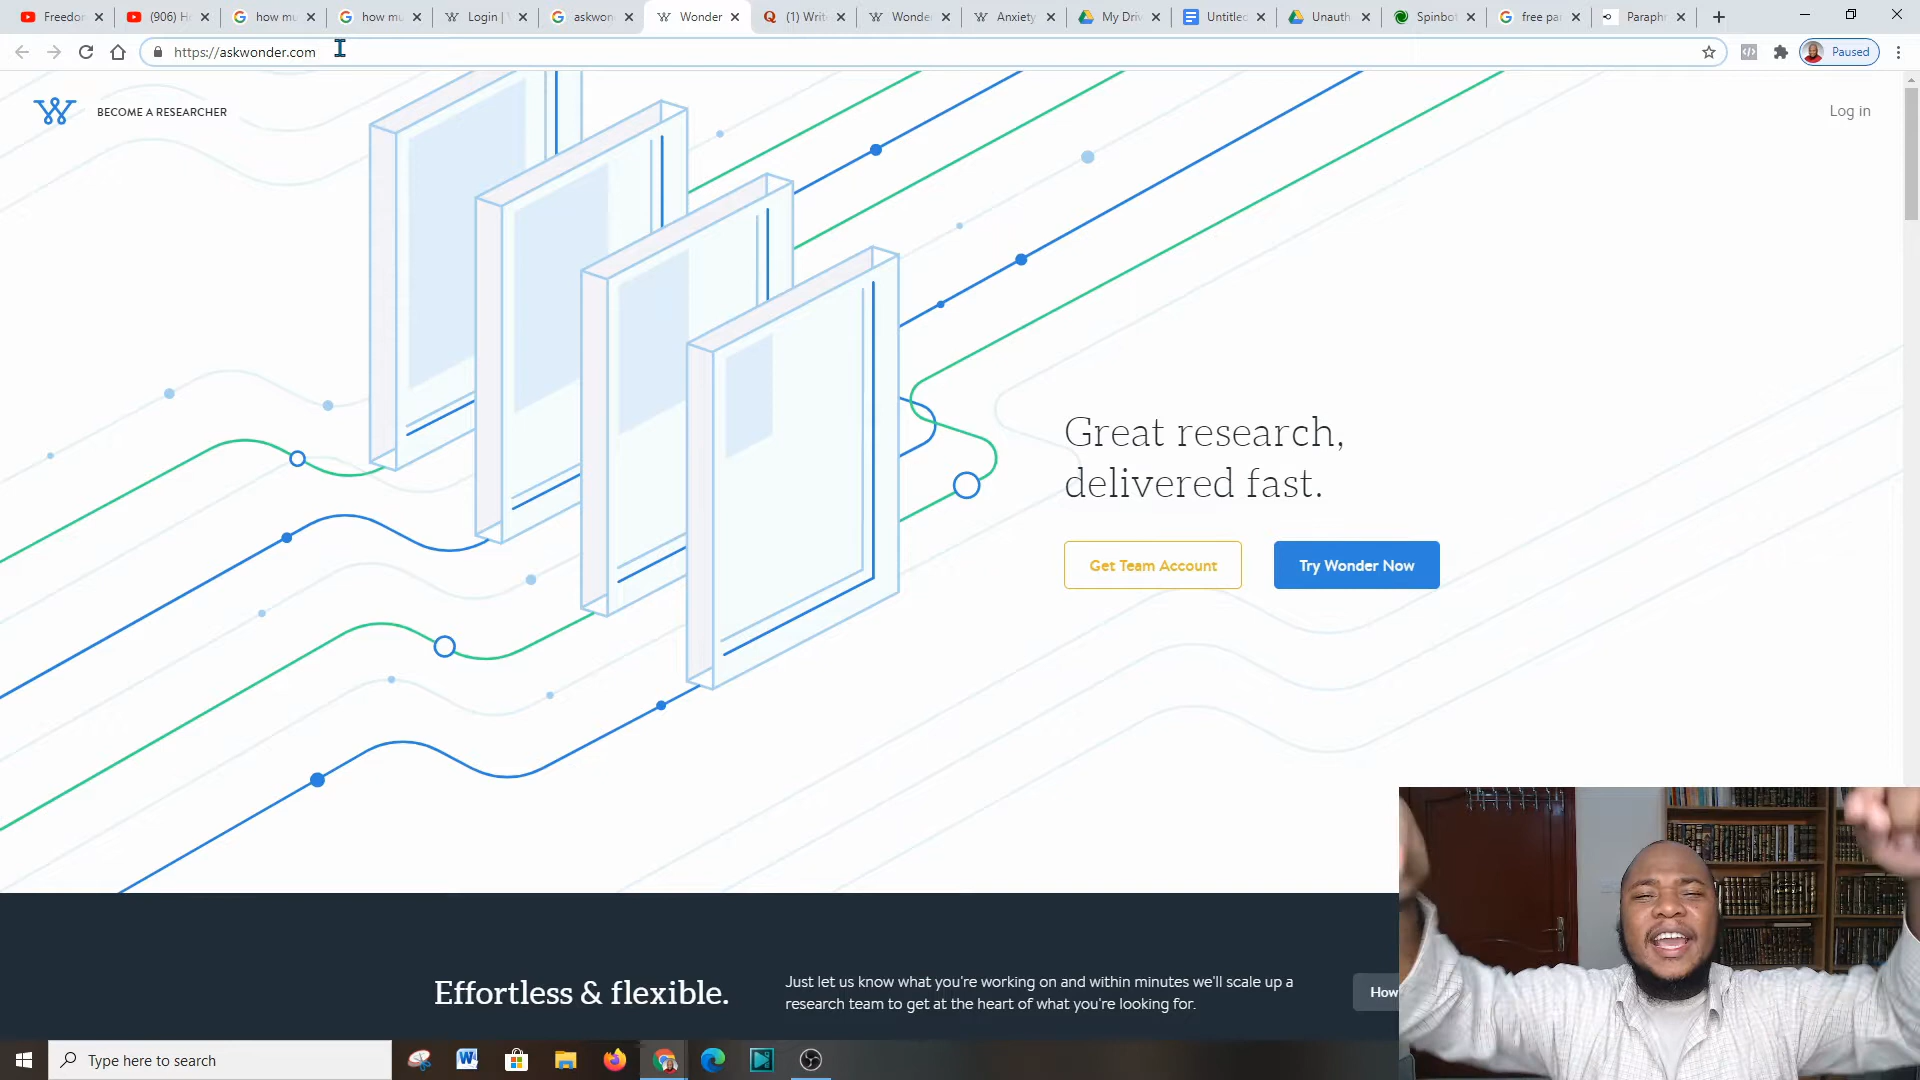 Freedor
(906) H
how mu
how mu
Login |
askwon
Wonder
(1) Writ
Wonde
Anxiety
My Driv
Untitled
Unauth
Spinbot
free par
Paraph
https://askwonder.com
Paused
BECOME A RESEARCHER
Log in
Great research,
delivered fast.
Get Team Account
Try Wonder Now
Effortless & flexible.
Just let us know what you're working on and within minutes we'll scale up a
research team to get at the heart of what you're looking for.
How
Type here to search